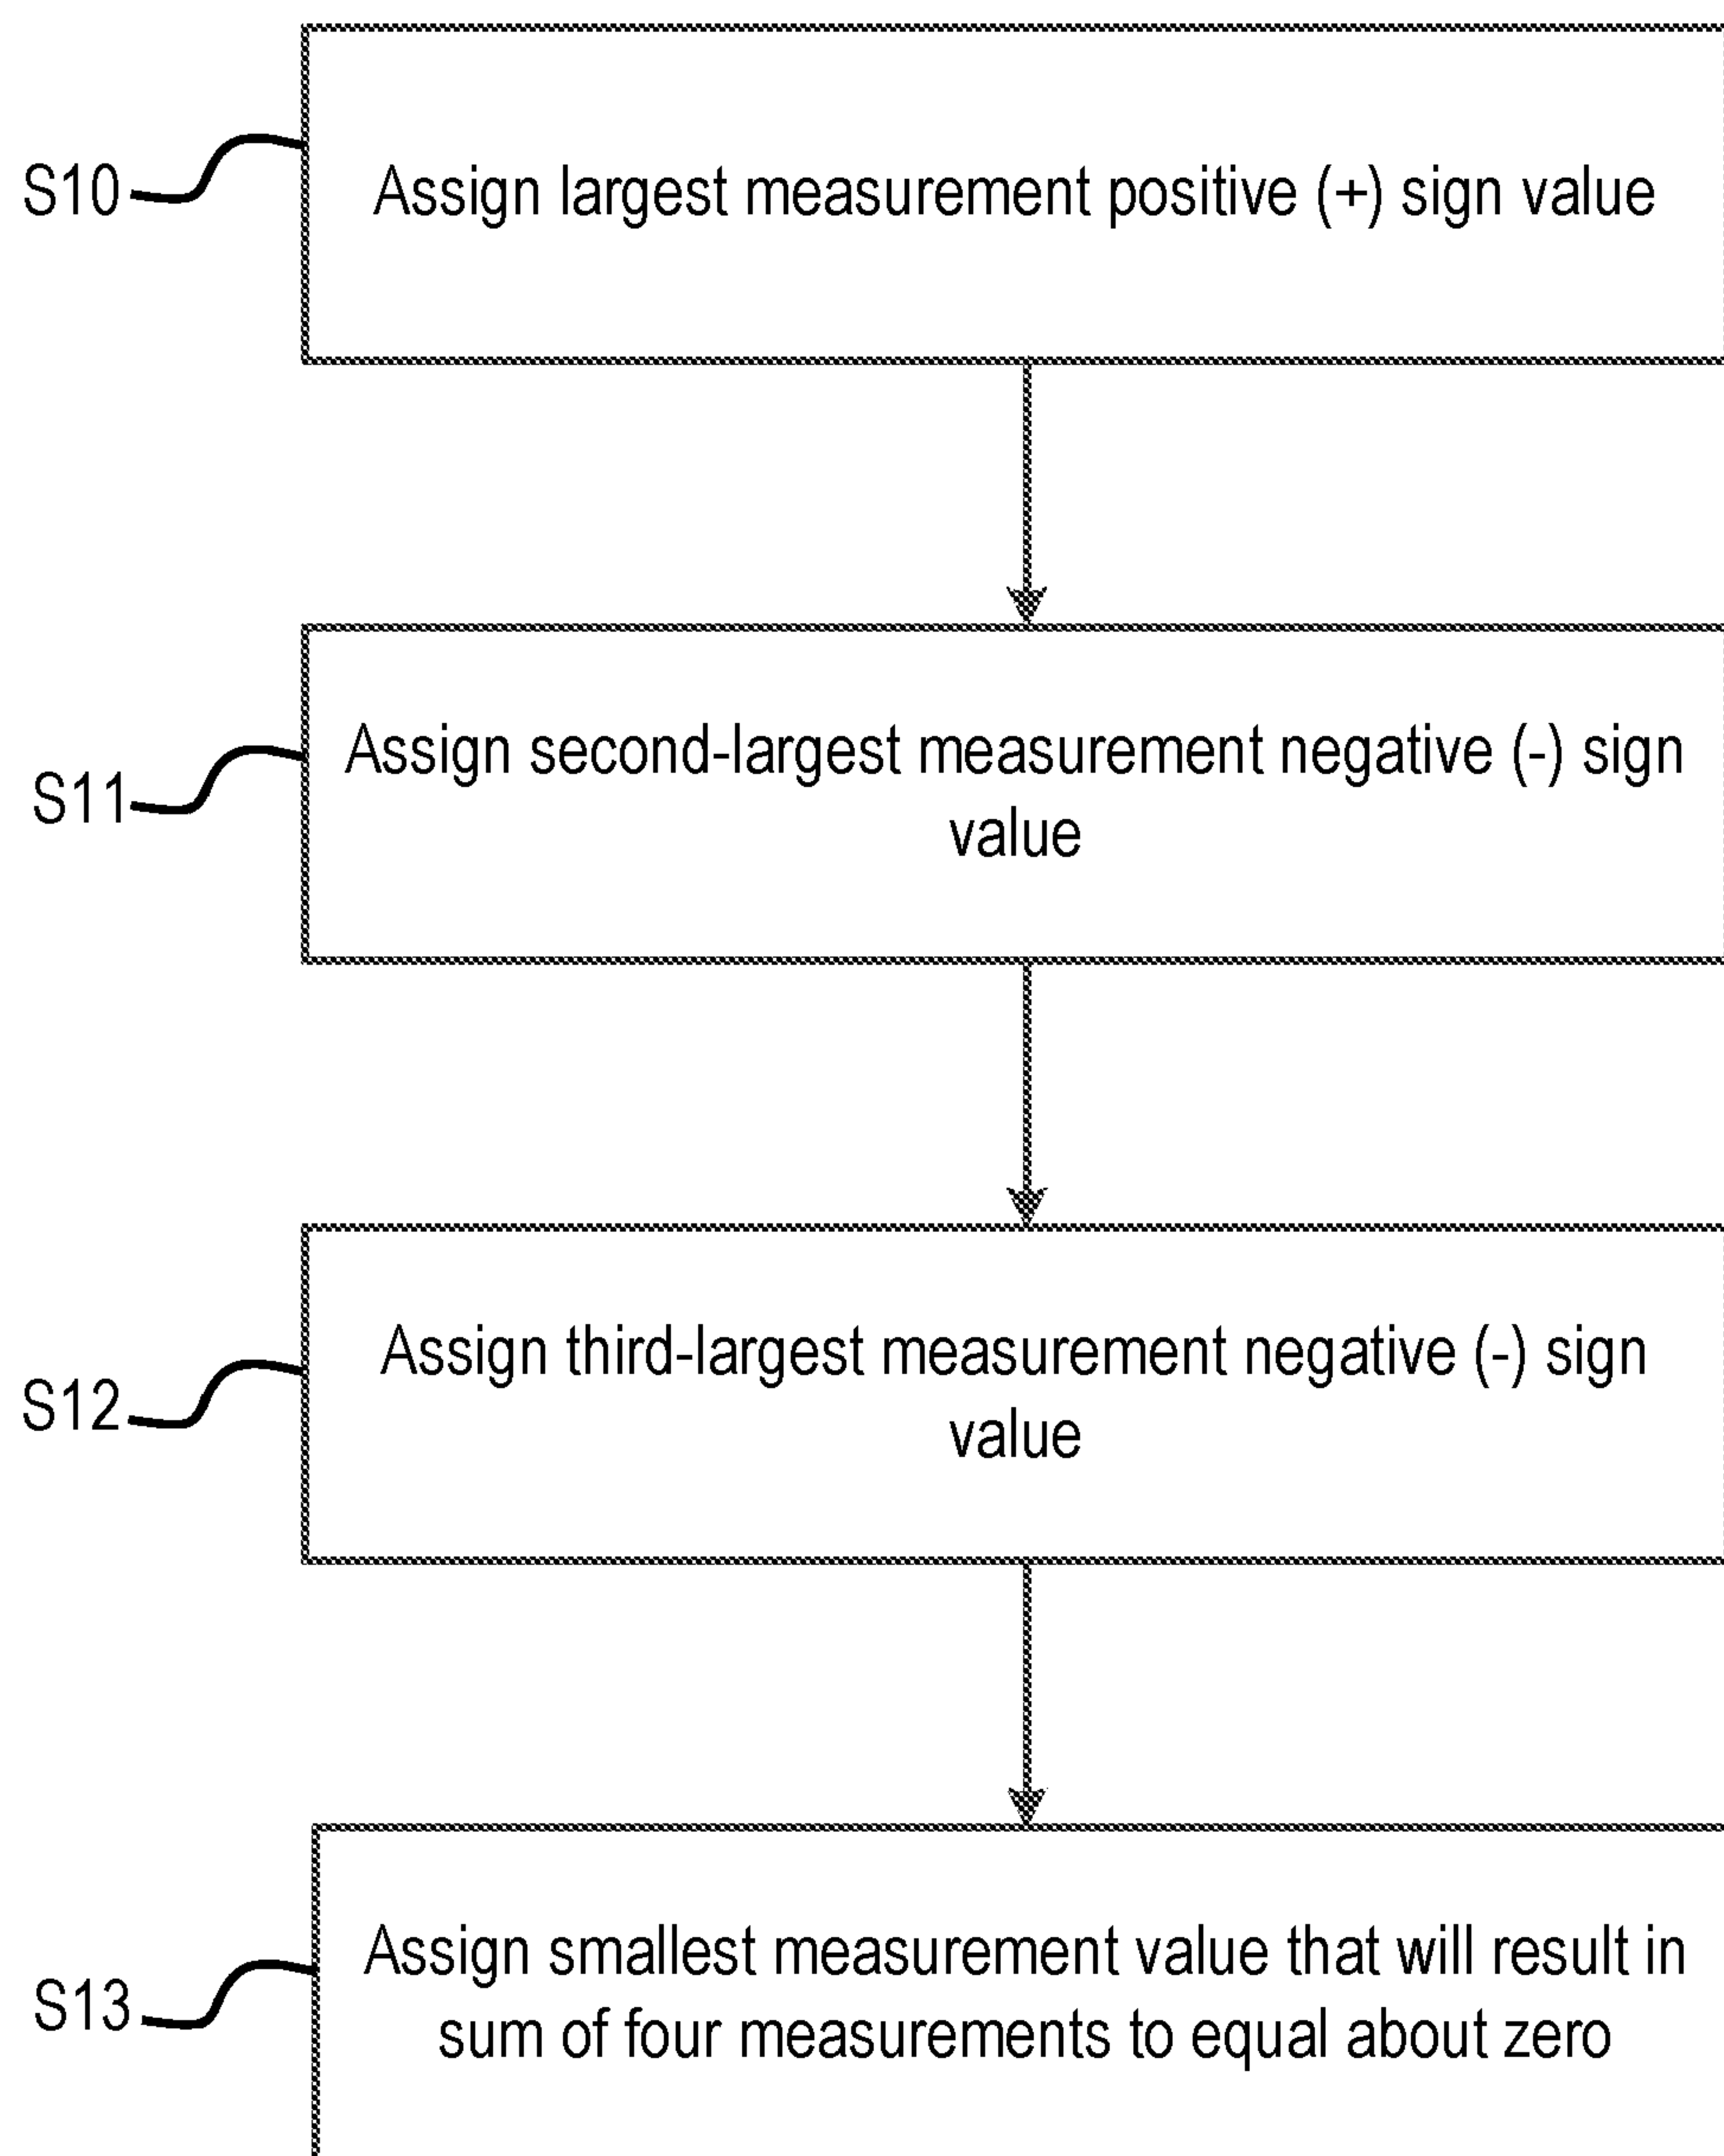 S10
Assign largest measurement positive (+) sign value
S11
Assign second-largest measurement negative (-) sign
value
S12
Assign third-largest measurement negative (-) sign
value
S13
Assign smallest measurement value that will result in
sum of four measurements to equal about zero